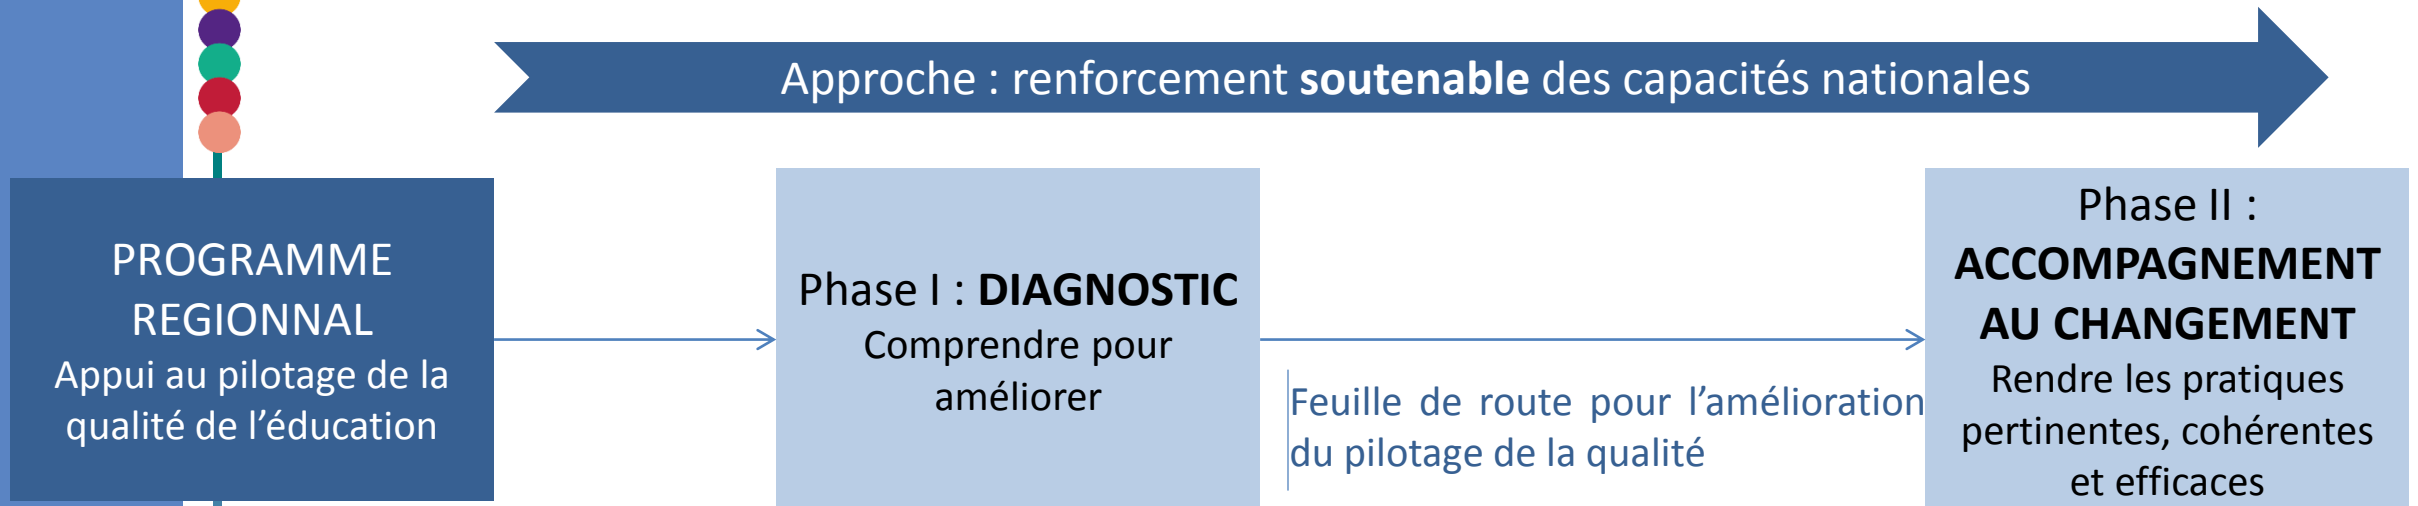 Approche : renforcement soutenable des capacités nationales
PROGRAMME
REGIONNAL
Appui au pilotage de la
qualité de l’éducation
Phase I : DIAGNOSTIC
Comprendre pour
améliorer
Feuille de route pour l’amélioration
du pilotage de la qualité
Phase II :
ACCOMPAGNEMENT
AU CHANGEMENT
Rendre les pratiques
pertinentes, cohérentes
et efficaces